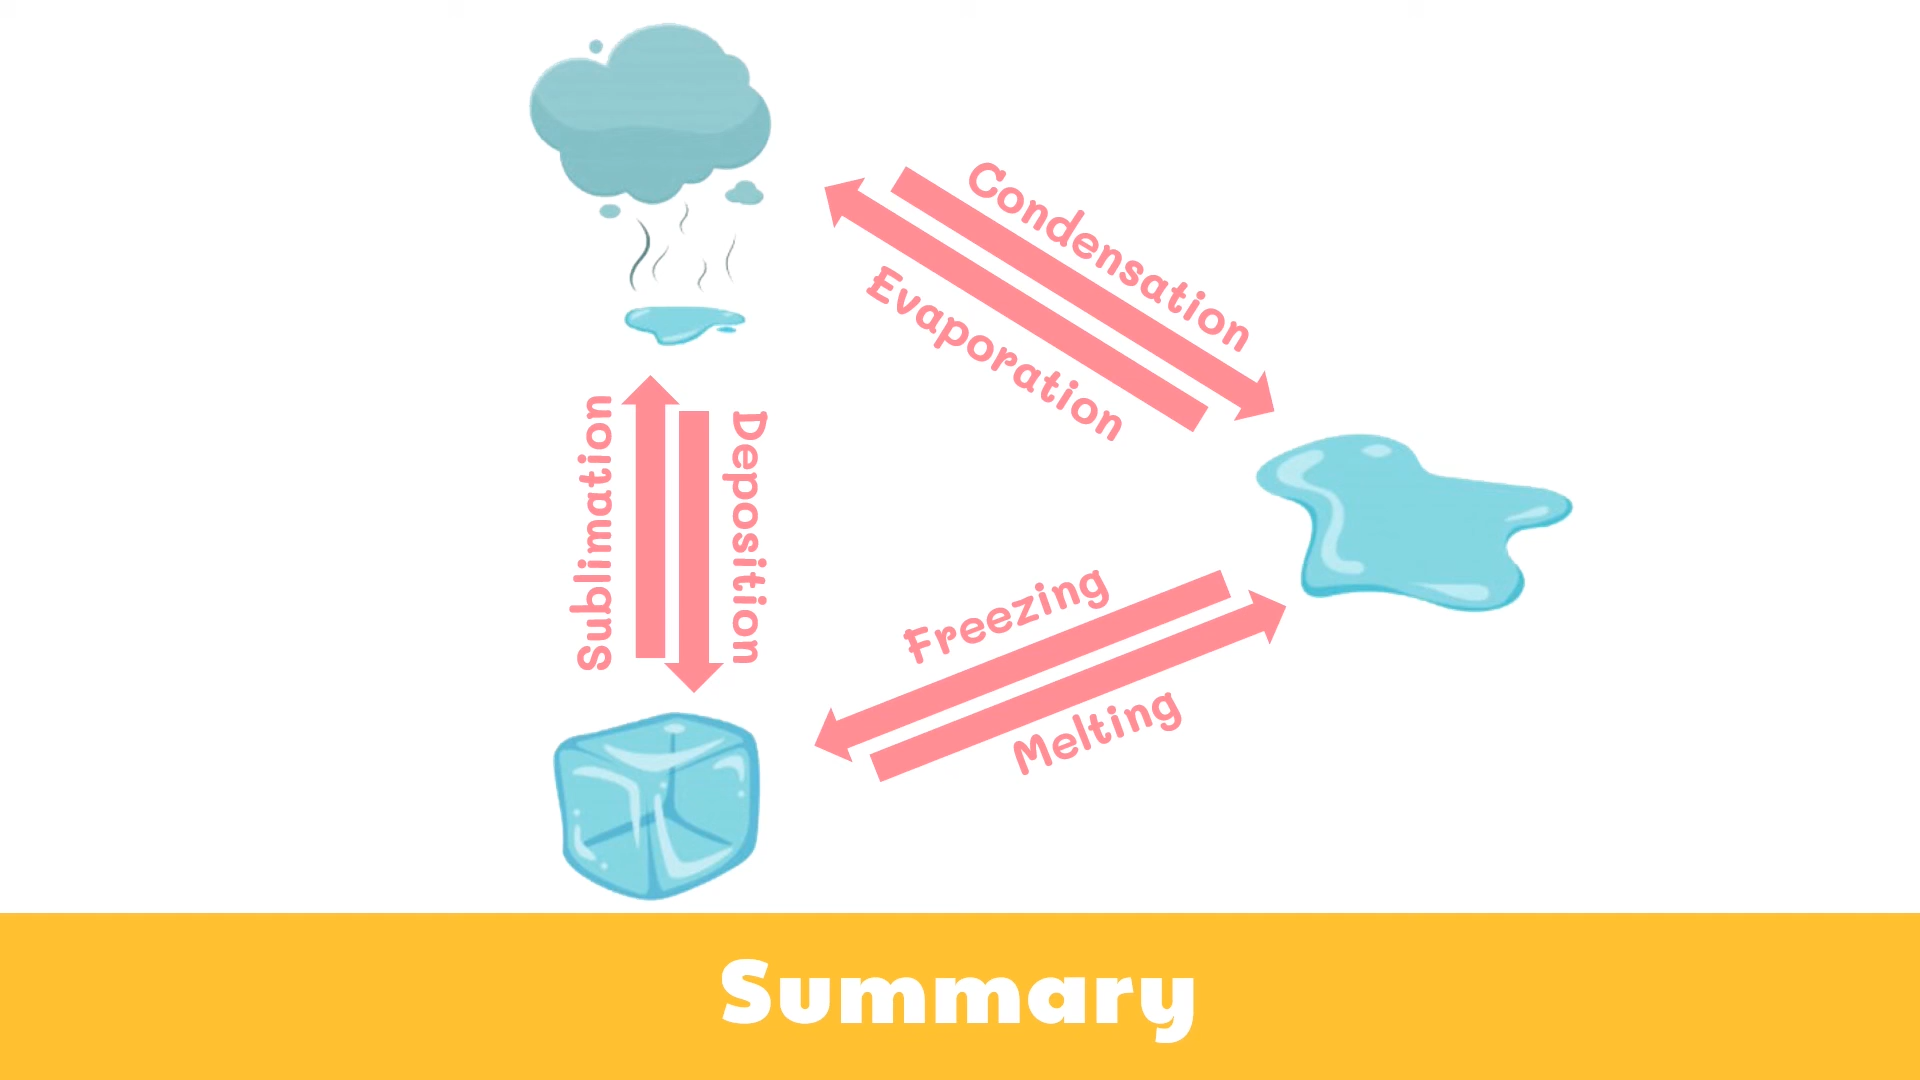 Condensation
Evaporation
Sublimation
Deposition
Freezing
Melting
Summary